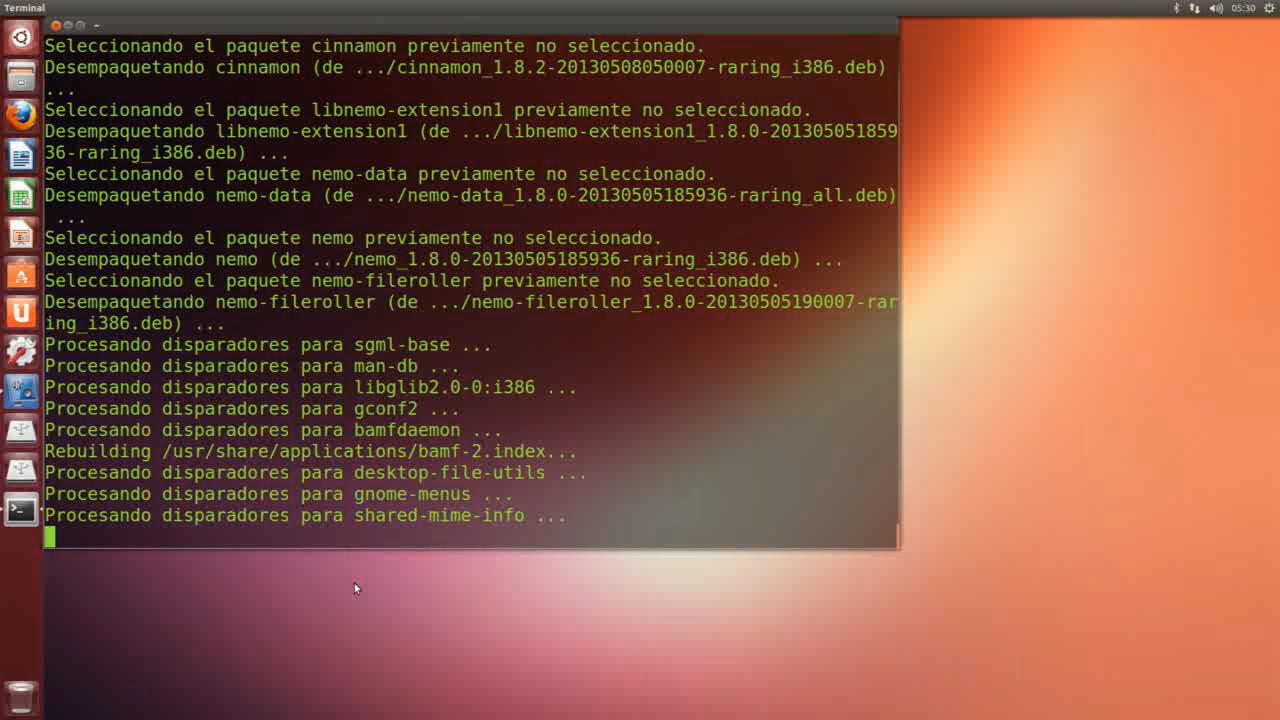 Terminal
05:30
Seleccionando el paquete cinnamon previamente no seleccionado.
Desempaquetando cinnamon (de .../cinnamon_1.8.2-20130508050007-raring_i386.deb)
...
Seleccionando el paquete libnemo-extension1 previamente no seleccionado.
Desempaquetando libnemo-extension1 (de .../libnemo-extension1_1.8.0-201305051859
36-raring_i386.deb) ...
Seleccionando el paquete nemo-data previamente no seleccionado.
Desempaquetando nemo-data (de .../nemo-data_1.8.0-20130505185936-raring_all.deb)
...
Seleccionando el paquete nemo previamente no seleccionado.
Desempaquetando nemo (de .../nemo_1.8.0-20130505185936-raring_i386.deb) ...
Seleccionando el paquete nemo-fileroller previamente no seleccionado.
Desempaquetando nemo-fileroller (de .../nemo-fileroller_1.8.0-20130505190007-rar
ing_i386.deb) ...
Procesando disparadores para sgml-base ...
Procesando disparadores para man-db ...
Procesando disparadores para libglib2.0-0:i386 ...
Procesando disparadores para gconf2 ...
Procesando disparadores para bamfdaemon ...
Rebuilding /usr/share/applications/bamf-2.index...
Procesando disparadores para desktop-file-utils ...
Procesando disparadores para gnome-menus ...
Procesando disparadores para shared-mime-info ...